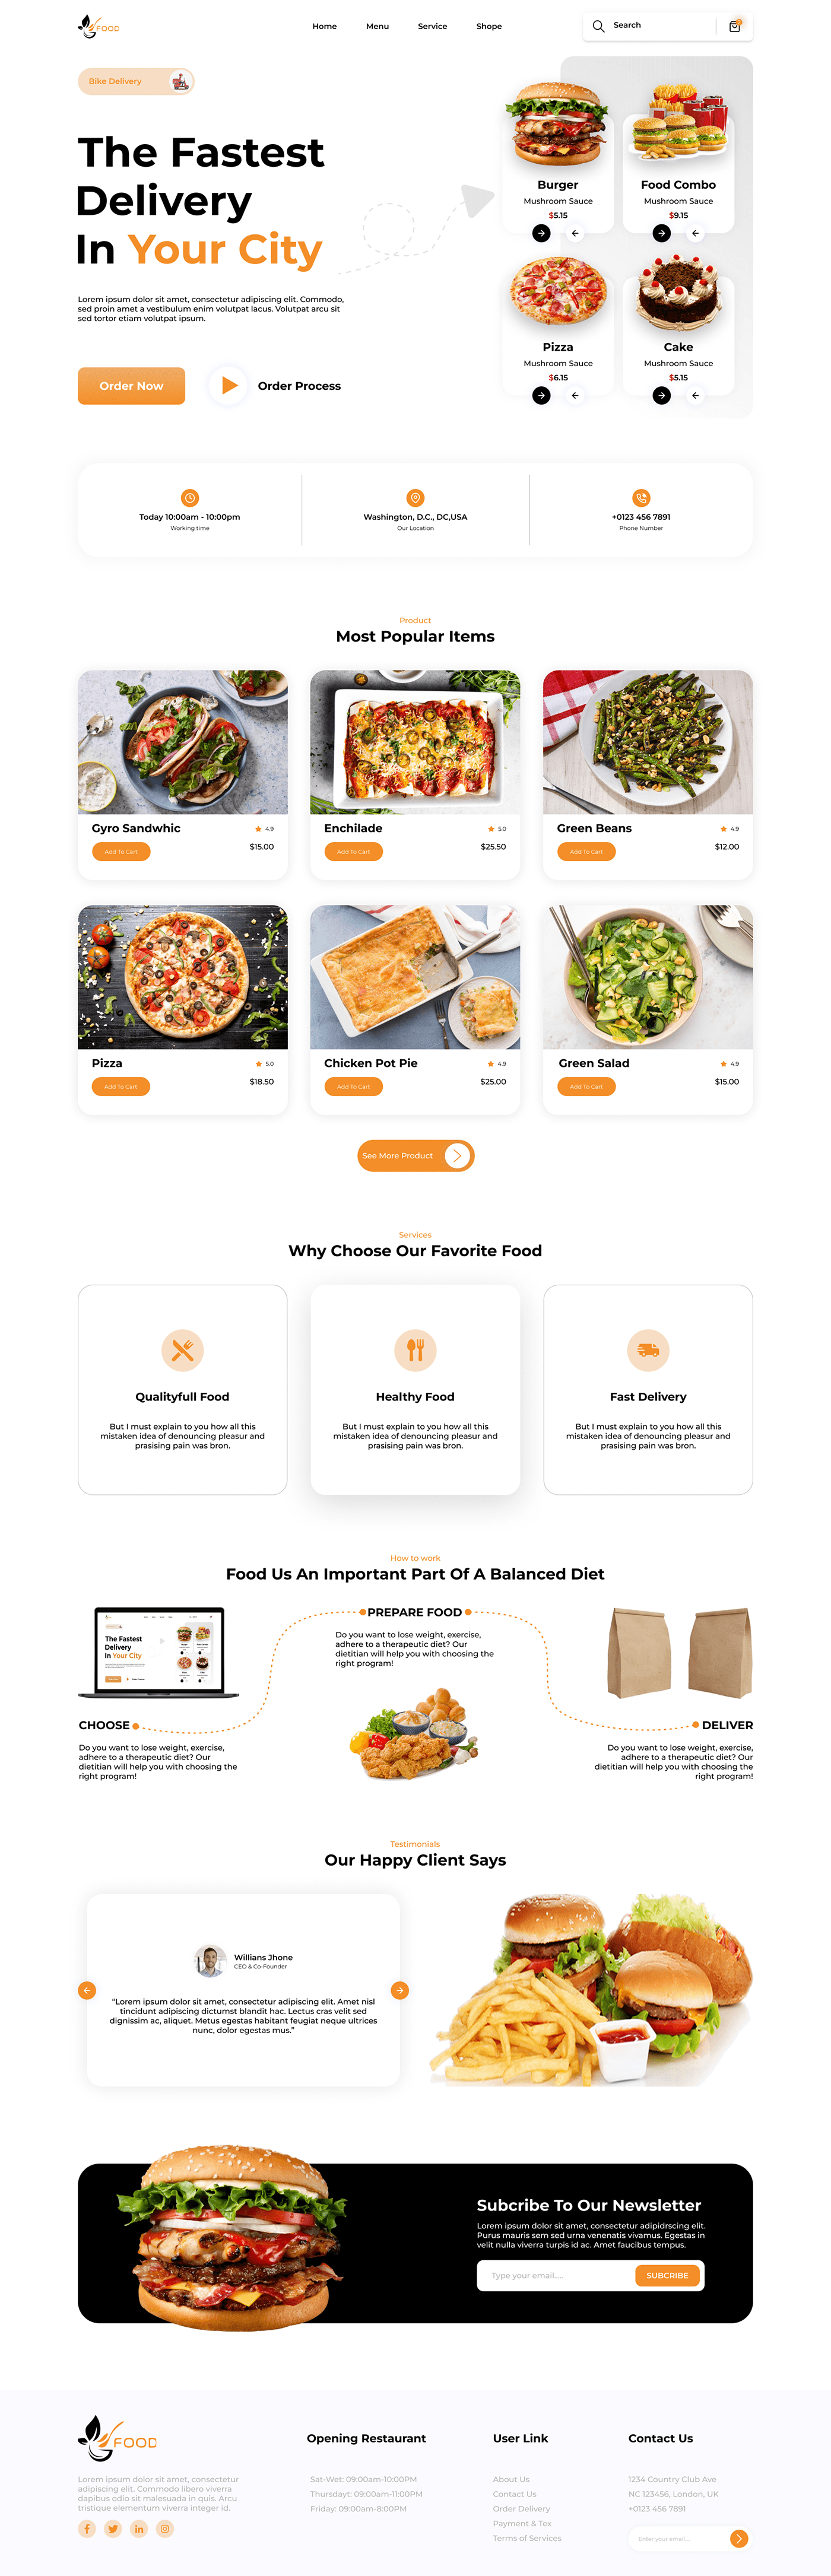 FOOD
Home
Menu
Service
Shope
Search
Bike Delivery
The Fastest
Delivery
In Your City
Lorem ipsum dolor sit amet, consectetur adipiscing elit. Commodo,
sed proin amet a vestibulum enim volutpat lacus. Volutpat arcu sit
sed tortor etiam volutpat ipsum.
Order Now
Order Process
Burger
Mushroom Sauce
$5.15
Food Combo
Mushroom Sauce
$9.15
Pizza
Mushroom Sauce
$6.15
Cake
Mushroom Sauce
$5.15
Today 10:00am - 10:00pm
Working time
Washington, D.C., DC,USA
Our Location
+0123 456 7891
Phone Number
Product
Most Popular Items
Gyro Sandwhic
4.9
Add To Cart
$15.00
Enchilade
5.0
Add To Cart
$25.50
Green Beans
4.9
Add To Cart
$12.00
Pizza
5.0
Add To Cart
$18.50
Chicken Pot Pie
4.9
Add To Cart
$25.00
Green Salad
4.9
Add To Cart
$15.00
See More Product
Services
Why Choose Our Favorite Food
Qualityfull Food
But I must explain to you how all this
mistaken idea of denouncing pleasur and
prasising pain was bron.
Healthy Food
But I must explain to you how all this
mistaken idea of denouncing pleasur and
prasising pain was bron.
Fast Delivery
But I must explain to you how all this
mistaken idea of denouncing pleasur and
prasising pain was bron.
How to work
Food Us An Important Part Of A Balanced Diet
The Fastest
Delivery
In Your City
CHOOSE
Do you want to lose weight, exercise,
adhere to a therapeutic diet? Our
dietitian will help you with choosing the
right program!
PREPARE FOOD
Do you want to lose weight, exercise,
adhere to a therapeutic diet? Our
dietitian will help you with choosing the
right program!
DELIVER
Do you want to lose weight, exercise,
adhere to a therapeutic diet? Our
dietitian will help you with choosing the
right program!
Testimonials
Our Happy Client Says
Willians Jhone
CEO & Co-Founder
"Lorem ipsum dolor sit amet, consectetur adipiscing elit. Amet nisl
tincidunt adipiscing dictumst blandit hac. Lectus cras velit sed
dignissim ac, aliquet. Metus egestas habitant feugiat neque ultrices
nunc, dolor egestas mus."
Subcribe To Our Newsletter
Lorem ipsum dolor sit amet, consectetur adipidrscing elit.
Purus mauris sem sed urna venenatis vivamus. Egestas in
velit nulla viverra turpis id ac. Amet faucibus tempus.
Type your email.....
SUBCRIBE
FOOD
Lorem ipsum dolor sit amet, consectetur
adipiscing elit. Commodo libero viverra
dapibus odio sit malesuada in quis. Arcu
tristique elementum viverra integer id.
Opening Restaurant
Sat-Wet: 09:00am-10:00PM
Thursdayt: 09:00am-11:00PM
Friday: 09:00am-8:00PM
User Link
About Us
Contact Us
Order Delivery
Payment & Tex
Terms of Services
Contact Us
1234 Country Club Ave
NC 123456, London, UK
+0123 456 7891
Enter your email....